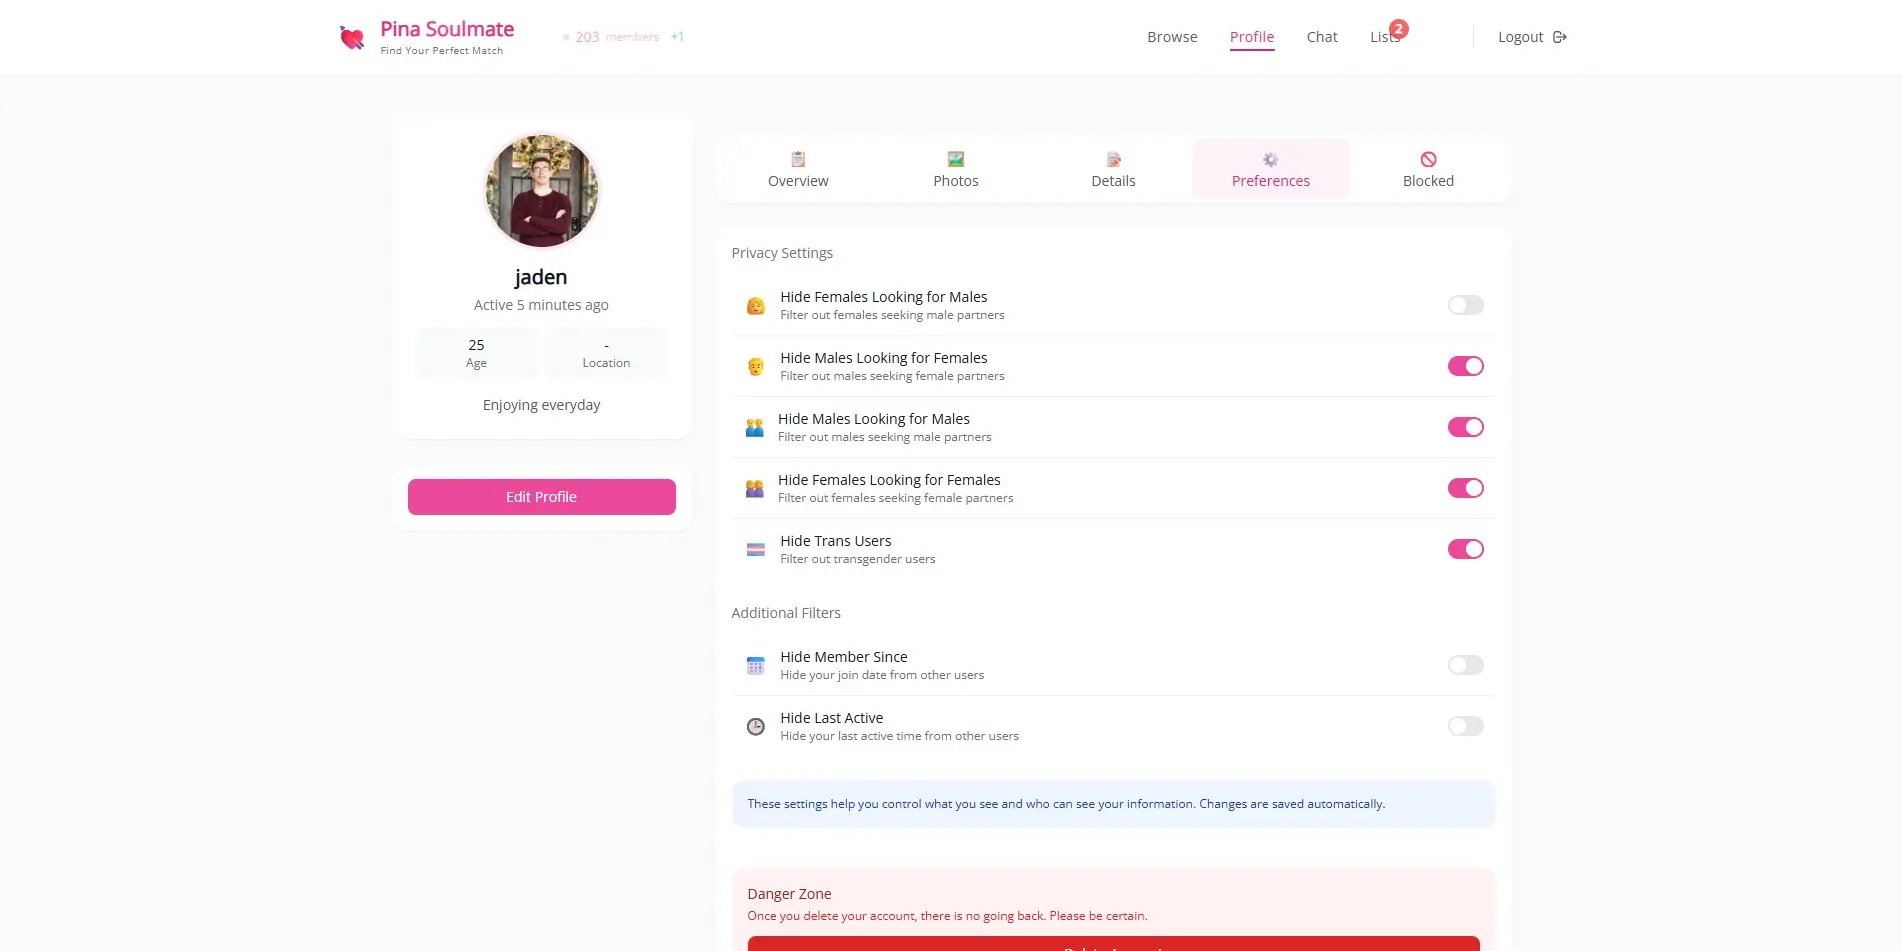 Pina Soulmate
Find Your Perfect Match
203 members +1
Browse Profile Chat Lists 2 Logout
jaden
Active 5 minutes ago
25
Age
-
Location
Enjoying everyday
Edit Profile
Overview Photos Details Preferences Blocked
Privacy Settings
Hide Females Looking for Males
Filter out females seeking male partners
Hide Males Looking for Females
Filter out males seeking female partners
Hide Males Looking for Males
Filter out males seeking male partners
Hide Females Looking for Females
Filter out females seeking female partners
Hide Trans Users
Filter out transgender users
Additional Filters
Hide Member Since
Hide your join date from other users
Hide Last Active
Hide your last active time from other users
These settings help you control what you see and who can see your information. Changes are saved automatically.
Danger Zone
Once you delete your account, there is no going back. Please be certain.